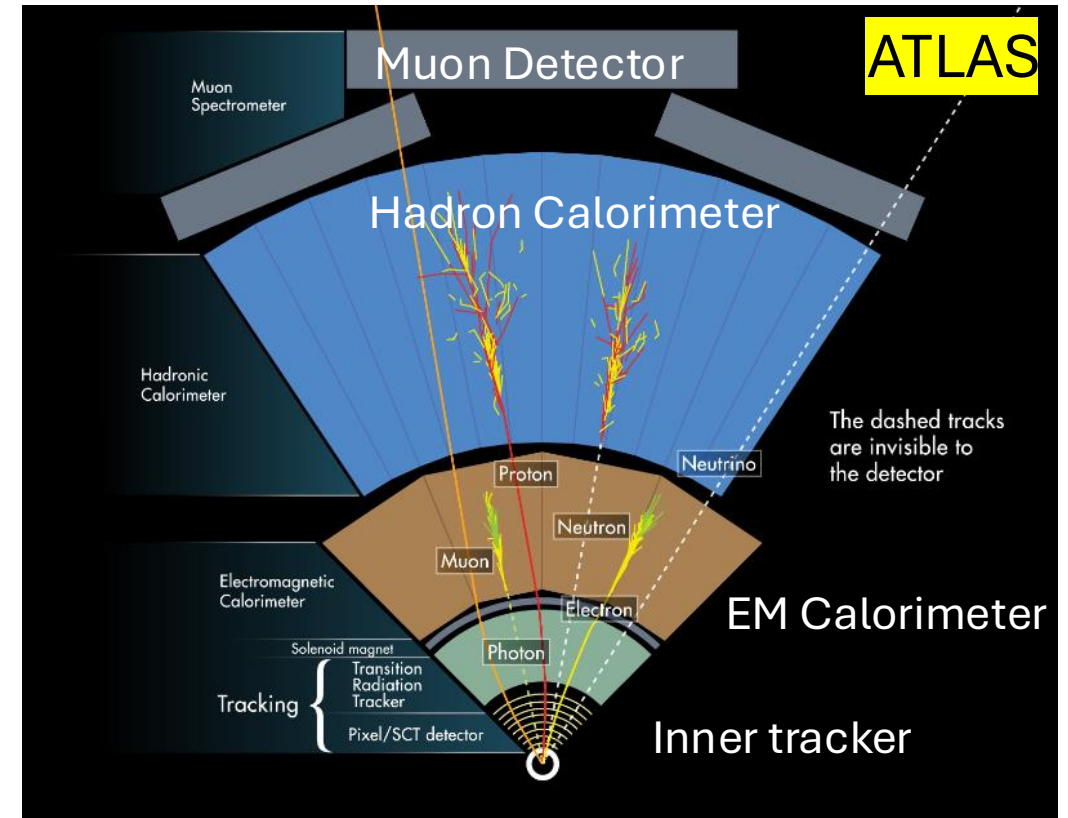 Muon Detector
ATLAS
Muon
Spectrometer
Hadron Calorimeter
Hadronic
Calorimeter
The dashed tracks
are invisible to
the detector
Neutrino
Proton
Neutron
Muon
Electromagnetic
Calorimeter
Electron
EM Calorimeter
Solenoid magnet
Photon
Transition
Radiation
Tracker
Tracking
Pixel/SCT detector
Inner tracker